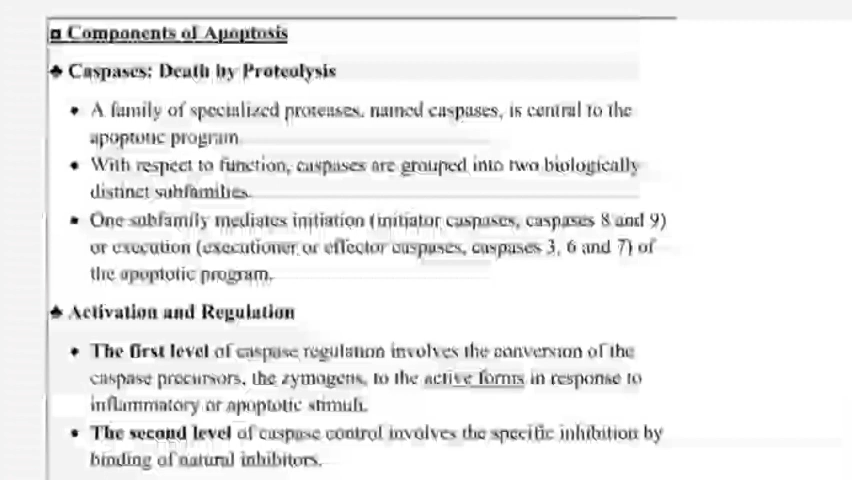 ◘ Components of Apoptosis
♣ Caspases: Death by Proteolysis
• A family of specialized proteases, named caspases, is central to the
apoptotic program.
• With respect to function, caspases are grouped into two biologically
distinct subfamilies.
• One subfamily mediates initiation (initiator caspases, caspases 8 and 9)
or execution (executioner or effector caspases, caspases 3, 6 and 7) of
the apoptotic program.
♣ Activation and Regulation
• The first level of caspase regulation involves the conversion of the
caspase precursors, the zymogens, to the active forms in response to
inflammatory or apoptotic stimuli.
• The second level of caspase control involves the specific inhibition by
binding of natural inhibitors.